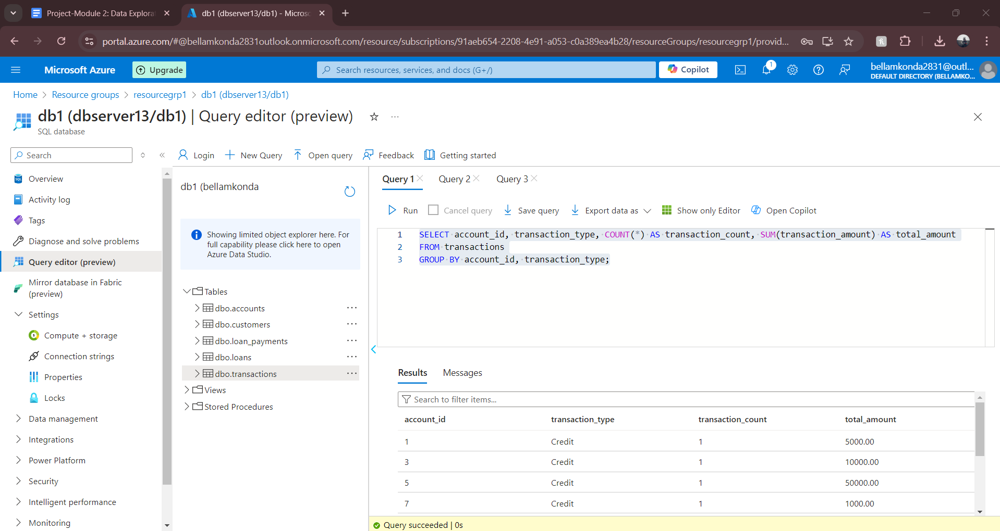 Project-Module 2: Data Explora
db1 (dbserver13/db1) - Micros
portal.azure.com/#@bellamkonda2831outlook.onmicrosoft.com/resource/subscriptions/91aeb654-2208-4e91-a053-c0a389ea4b28/resourceGroups/resourcegrp1/provid...
Microsoft Azure
Upgrade
Search resources, services, and docs (G+/)
Copilot
1
bellamkonda2831@outl...
DEFAULT DIRECTORY (BELLAMKO...
Home > Resource groups > resourcegrp1 > db1 (dbserver13/db1)
db1 (dbserver13/db1) | Query editor (preview)
...
SQL database
Search
Login
New Query
Open query
Feedback
Getting started
Overview
Activity log
Tags
Diagnose and solve problems
Query editor (preview)
Mirror database in Fabric
(preview)
Settings
Compute + storage
Connection strings
Properties
Locks
Data management
Integrations
Power Platform
Security
Intelligent performance
Monitoring
db1 (bellamkonda
Showing limited object explorer here. For
full capability please click here to open
Azure Data Studio.
Tables
dbo.accounts ...
dbo.customers ...
dbo.loan_payments ...
dbo.loans ...
dbo.transactions ...
Views
Stored Procedures
Query 1
Query 2
Query 3
Run
Cancel query
Save query
Export data as
Show only Editor
Open Copilot
1 SELECT account_id, transaction_type, COUNT(*) AS transaction_count, SUM(transaction_amount) AS total_amount
2 FROM transactions
3 GROUP BY account_id, transaction_type;
Results
Messages
Search to filter items...
account_id transaction_type transaction_count total_amount
1 Credit 1 5000.00
3 Credit 1 10000.00
5 Credit 1 50000.00
7 Credit 1 1000.00
Query succeeded | 0s